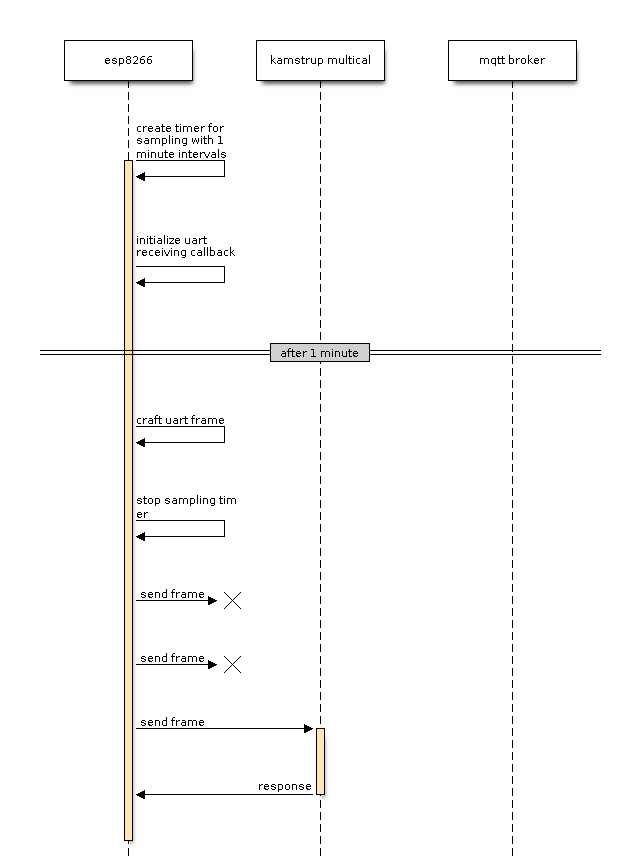 esp8266
kamstrup multical
mqtt broker
create timer for
sampling with 1
minute intervals
initialize uart
receiving callback
after 1 minute
craft uart frame
stop sampling tim
er
send frame
send frame
send frame
response